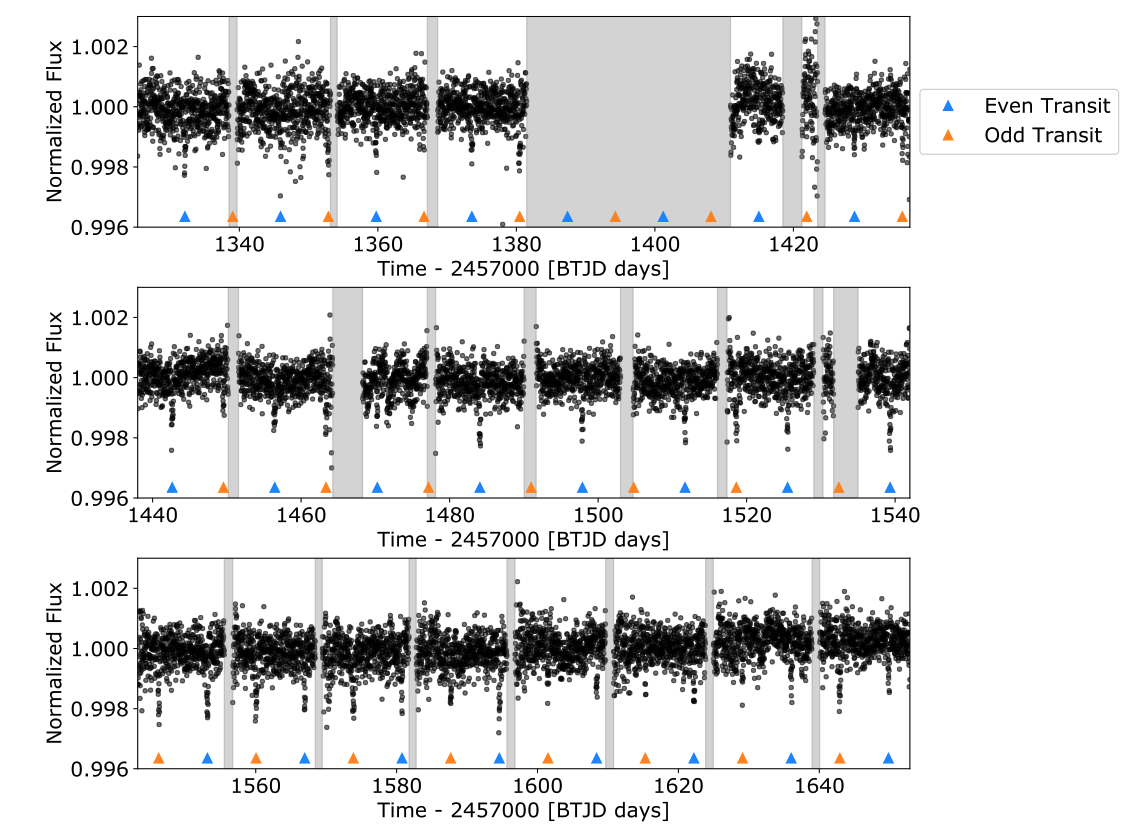 1.002
1.000
0.998
0.996
Normalized Flux
1340 1360 1380 1400 1420
Time - 2457000 [BTJD days]
Even Transit
Odd Transit
1.002
1.000
0.998
0.996
Normalized Flux
1440 1460 1480 1500 1520 1540
Time - 2457000 [BTJD days]
1.002
1.000
0.998
0.996
Normalized Flux
1560 1580 1600 1620 1640
Time - 2457000 [BTJD days]